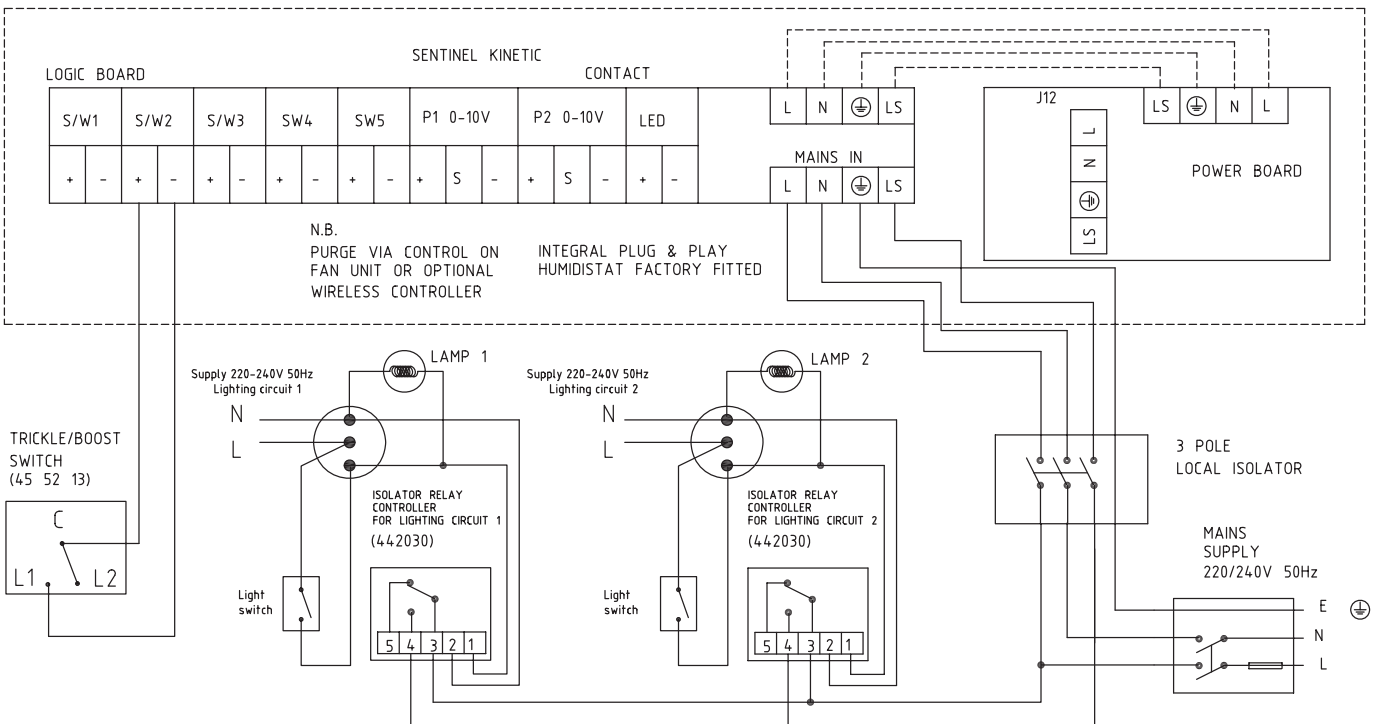 SENTINEL KINETIC
LOGIC BOARD
CONTACT
S/W1 S/W2 S/W3 SW4 SW5 P1 0-10V P2 0-10V LED
+ - + - + - + - + - + S - + S - + -
L N LS
MAINS IN
L N LS
J12
L
N
LS
LS N L
POWER BOARD
N.B.
PURGE VIA CONTROL ON
FAN UNIT OR OPTIONAL
WIRELESS CONTROLLER
INTEGRAL PLUG & PLAY
HUMIDISTAT FACTORY FITTED
TRICKLE/BOOST
SWITCH
(45 52 13)
C
L1 L2
LAMP 1
Supply 220-240V 50Hz
Lighting circuit 1
N
L
ISOLATOR RELAY
CONTROLLER
FOR LIGHTING CIRCUIT 1
(442030)
Light
switch
5 4 3 2 1
LAMP 2
Supply 220-240V 50Hz
Lighting circuit 2
N
L
ISOLATOR RELAY
CONTROLLER
FOR LIGHTING CIRCUIT 2
(442030)
Light
switch
5 4 3 2 1
3 POLE
LOCAL ISOLATOR
MAINS
SUPPLY
220/240V 50Hz
E
N
L